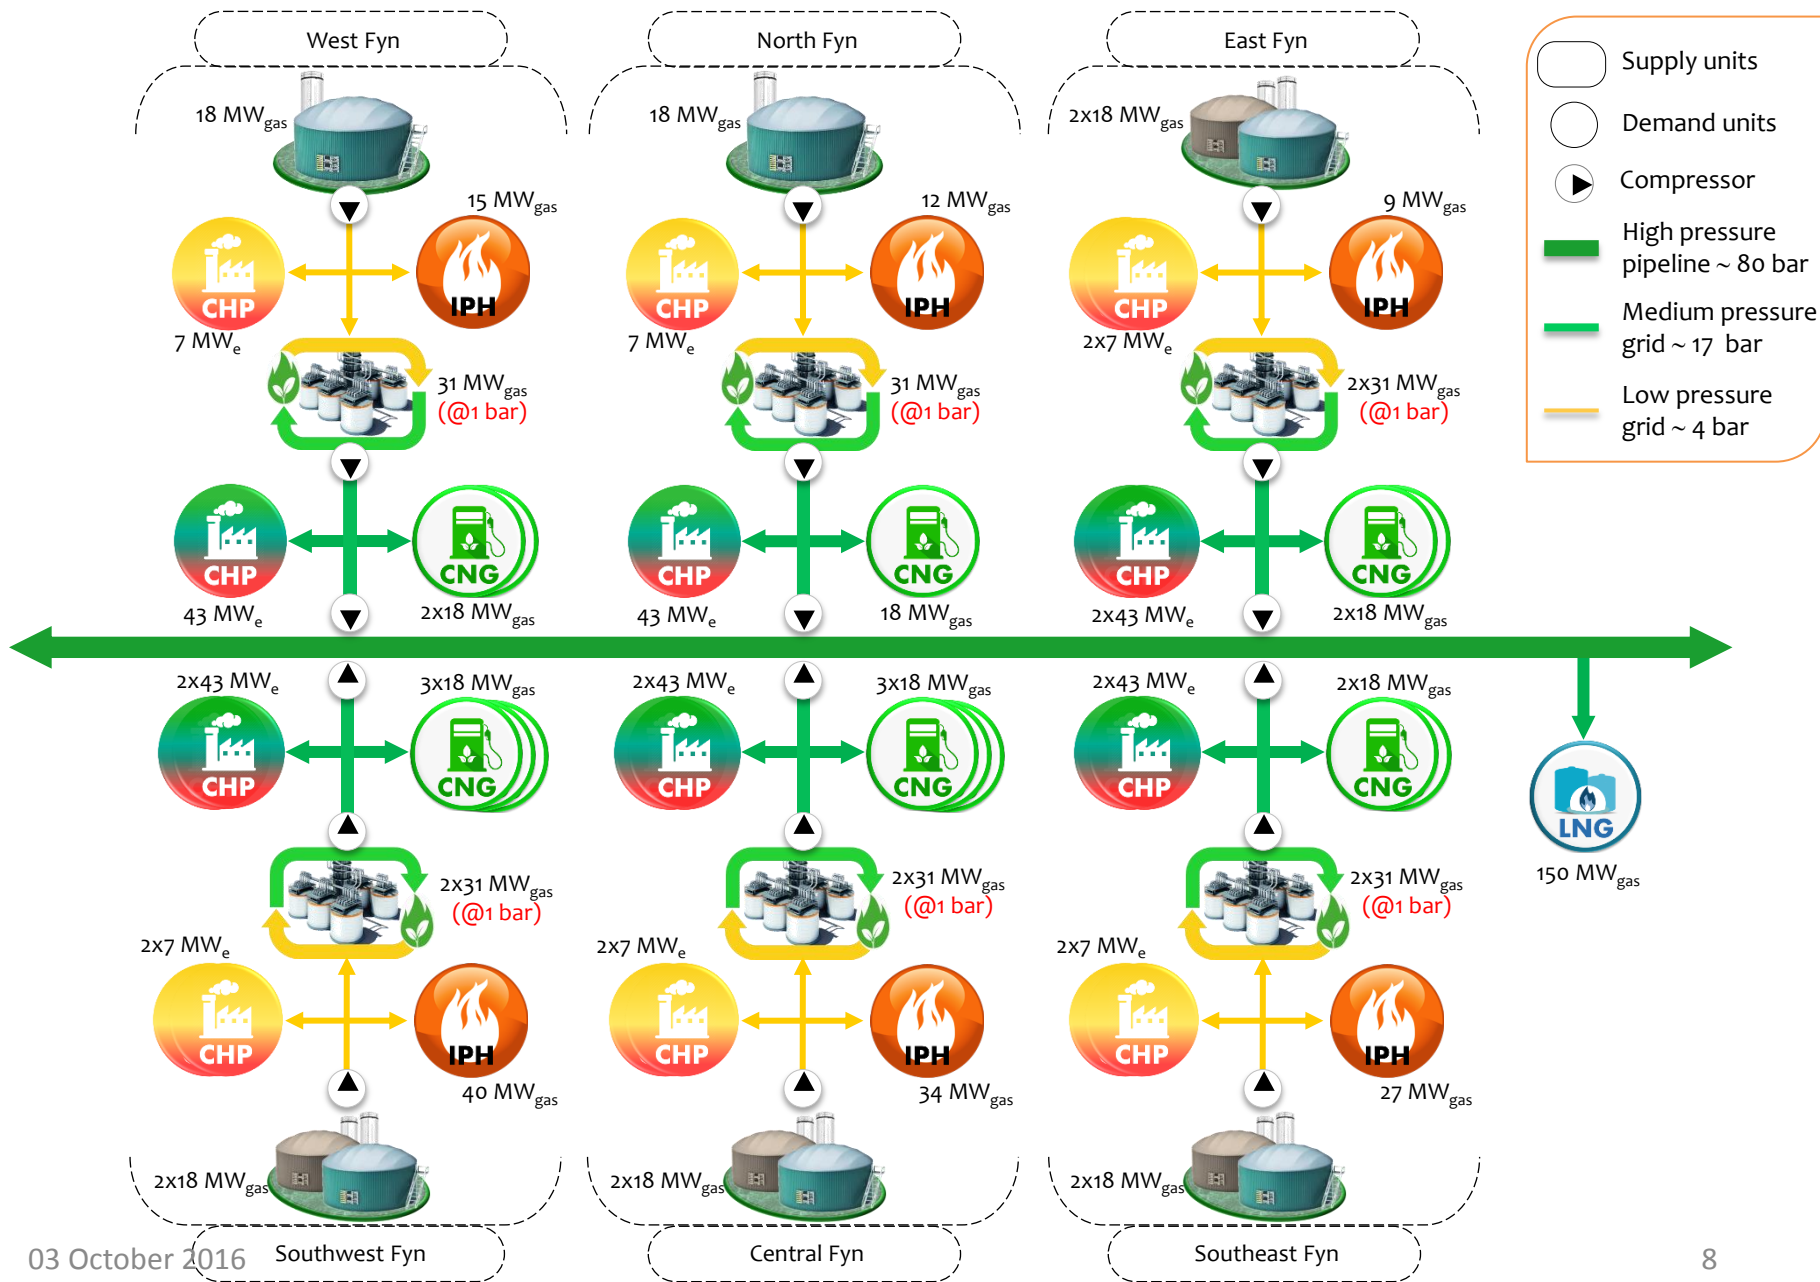 West Fyn
North Fyn
East Fyn
18 MWgas
18 MWgas
2x18 MWgas
15 MWgas
12 MWgas
9 MWgas
CHP
IPH
CHP
IPH
CHP
IPH
7 MWe
7 MWe
2x7 MWe
31 MWgas
(@1 bar)
31 MWgas
(@1 bar)
2x31 MWgas
(@1 bar)
CHP
CNG
CHP
CNG
CHP
CNG
43 MWe
2x18 MWgas
43 MWe
18 MWgas
2x43 MWe
2x18 MWgas
2x43 MWe
3x18 MWgas
2x43 MWe
3x18 MWgas
2x43 MWe
2x18 MWgas
CHP
CNG
CHP
CNG
CHP
CNG
LNG
150 MWgas
2x31 MWgas
(@1 bar)
2x31 MWgas
(@1 bar)
2x31 MWgas
(@1 bar)
2x7 MWe
2x7 MWe
2x7 MWe
CHP
IPH
CHP
IPH
CHP
IPH
40 MWgas
34 MWgas
27 MWgas
2x18 MWgas
2x18 MWgas
2x18 MWgas
Southwest Fyn
Central Fyn
Southeast Fyn
Supply units
Demand units
Compressor
High pressure
pipeline ~ 80 bar
Medium pressure
grid ~ 17 bar
Low pressure
grid ~ 4 bar
03 October 2016
8